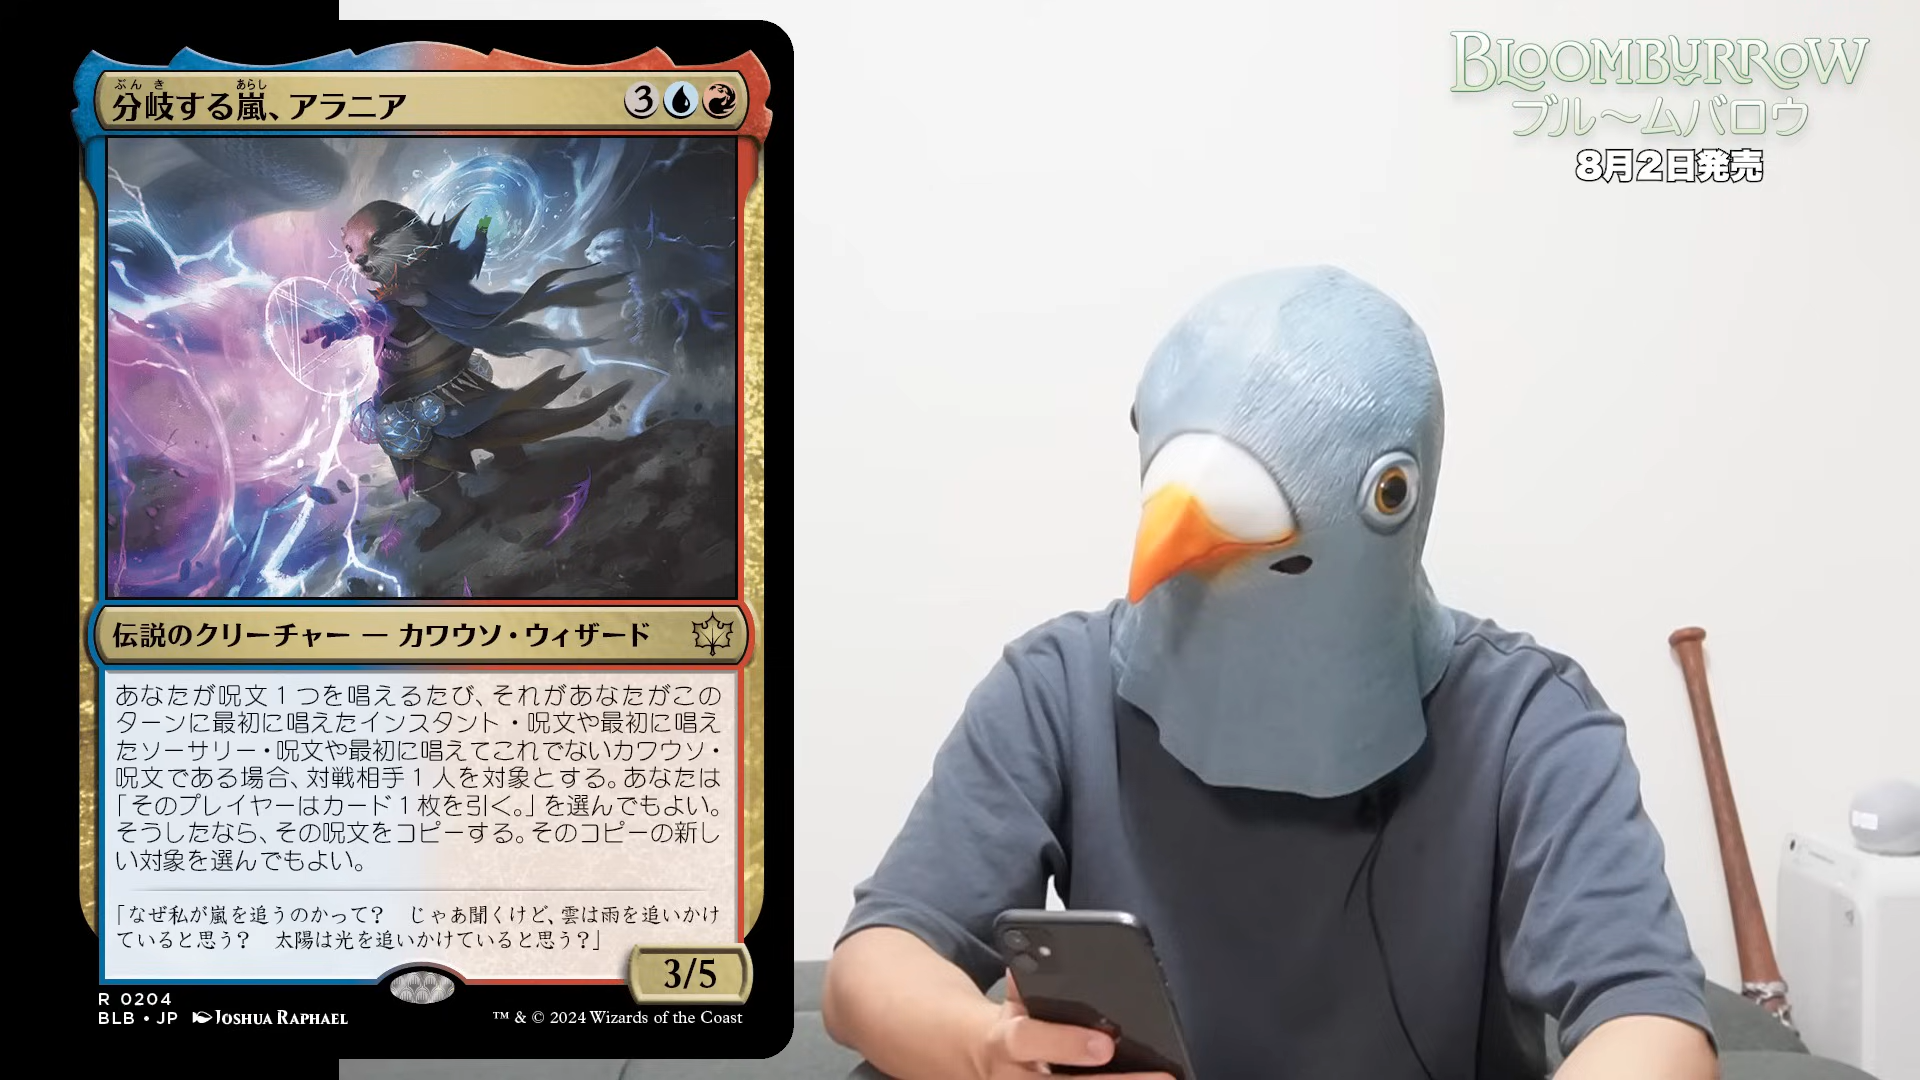 ぶんき あらし
分岐する嵐、アラニア
3
伝説のクリーチャー ― カワウソ・ウィザード
あなたが呪文1つを唱えるたび、それがあなたがこの
ターンに最初に唱えたインスタント・呪文や最初に唱え
たソーサリー・呪文や最初に唱えてこれでないカワウソ・
呪文である場合、対戦相手1人を対象とする。あなたは
「そのプレイヤーはカード1枚を引く。」を選んでもよい。
そうしたなら、その呪文をコピーする。そのコピーの新し
い対象を選んでもよい。
「なぜ私が嵐を追うのかって？　じゃあ聞くけど、雲は雨を追いかけ
ていると思う？　太陽は光を追いかけていると思う？」
3/5
R 0204
BLB • JP JOSHUA RAPHAEL
™ & © 2024 Wizards of the Coast
BLOOMBURROW
ブルームバロウ
8月2日発売